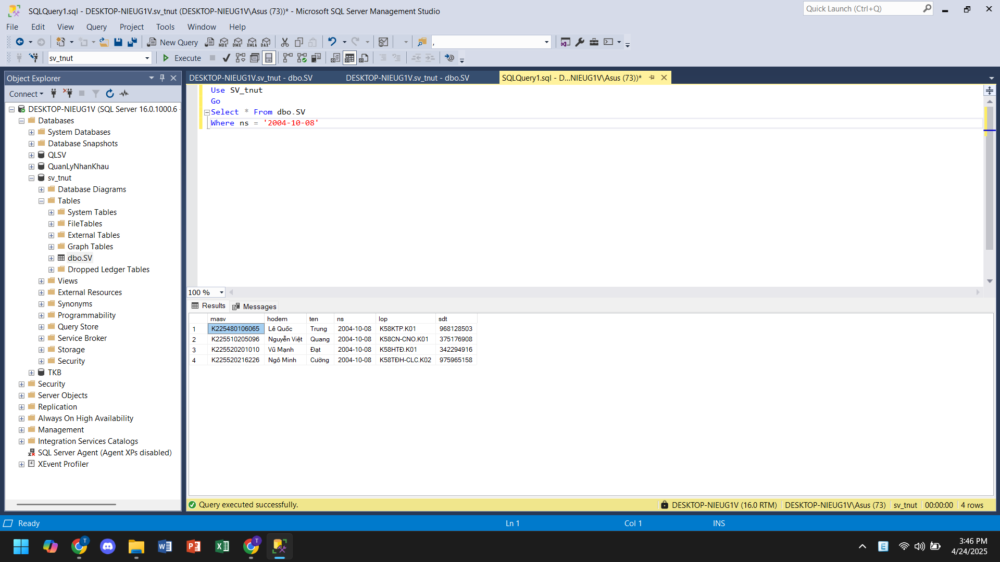 SQLQuery1.sql - DESKTOP-NIEUG1V.sv_tnut (DESKTOP-NIEUG1V\Asus (73))* - Microsoft SQL Server Management Studio
Quick Launch (Ctrl+Q)
File Edit View Query Project Tools Window Help
New Query MDX DMX XMLA DAX ,
sv_tnut Execute
Object Explorer
Connect
DESKTOP-NIEUG1V (SQL Server 16.0.1000.6 -
Databases
System Databases
Database Snapshots
QLSV
QuanLyNhanKhau
sv_tnut
Database Diagrams
Tables
System Tables
FileTables
External Tables
Graph Tables
dbo.SV
Dropped Ledger Tables
Views
External Resources
Synonyms
Programmability
Query Store
Service Broker
Storage
Security
TKB
Security
Server Objects
Replication
Always On High Availability
Management
Integration Services Catalogs
SQL Server Agent (Agent XPs disabled)
XEvent Profiler
DESKTOP-NIEUG1V.sv_tnut - dbo.SV DESKTOP-NIEUG1V.sv_tnut - dbo.SV SQLQuery1.sql - D...NIEUG1V\Asus (73))*
Use SV_tnut
Go
Select * From dbo.SV
Where ns = '2004-10-08'
100 %
Results Messages
masv hodem ten ns lop sdt
1 K225480106065 Lê Quốc Trung 2004-10-08 K58KTP.K01 968128503
2 K225510205096 Nguyễn Việt Quang 2004-10-08 K58CN-CNO.K01 375176908
3 K225520201010 Vũ Mạnh Đạt 2004-10-08 K58HTĐ.K01 342294916
4 K225520216226 Ngô Minh Cường 2004-10-08 K58TĐH-CLC.K02 975965158
Query executed successfully. DESKTOP-NIEUG1V (16.0 RTM) DESKTOP-NIEUG1V\Asus (73) sv_tnut 00:00:00 4 rows
Ready Ln 1 Col 1 INS
3:46 PM
4/24/2025